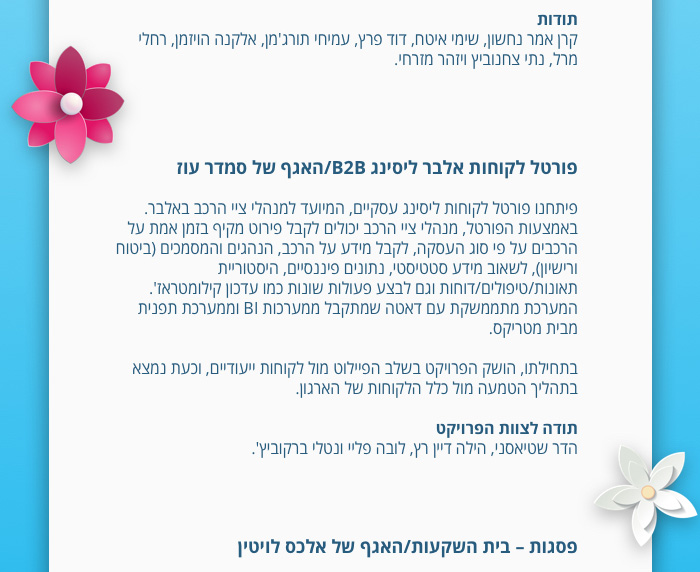 תודות
קרן אמר נחשון, שימי איטח, דוד פרץ, עמיחי תורג'מן, אלקנה הויזמן, רחלי
מרל, נתי צחנוביץ ויזהר מזרחי.
פורטל לקוחות אלבר ליסינג B2B/האגף של סמדר עוז
פיתחנו פורטל לקוחות ליסינג עסקיים, המיועד למנהלי ציי הרכב באלבר.
באמצעות הפורטל, מנהלי ציי הרכב יכולים לקבל פירוט מקיף בזמן אמת על
הרכבים על פי סוג העסקה, לקבל מידע על הרכב, הנהגים והמסמכים (ביטוח
ורישיון), לשאוב מידע סטטיסטי, נתונים פיננסיים, היסטוריית
תאונות/טיפולים/דוחות וגם לבצע פעולות שונות כמו עדכון קילומטראז'.
המערכת מתממשקת עם דאטה שמתקבל ממערכות BI וממערכת תפנית
מבית מטריקס.
בתחילתו, הושק הפרויקט בשלב הפיילוט מול לקוחות ייעודיים, וכעת נמצא
בתהליך הטמעה מול כלל הלקוחות של הארגון.
תודה לצוות הפרויקט
הדר שטיאסני, הילה דיין רץ, לובה פליי ונטלי ברקוביץ'.
פסגות – בית השקעות/האגף של אלכס לויטין